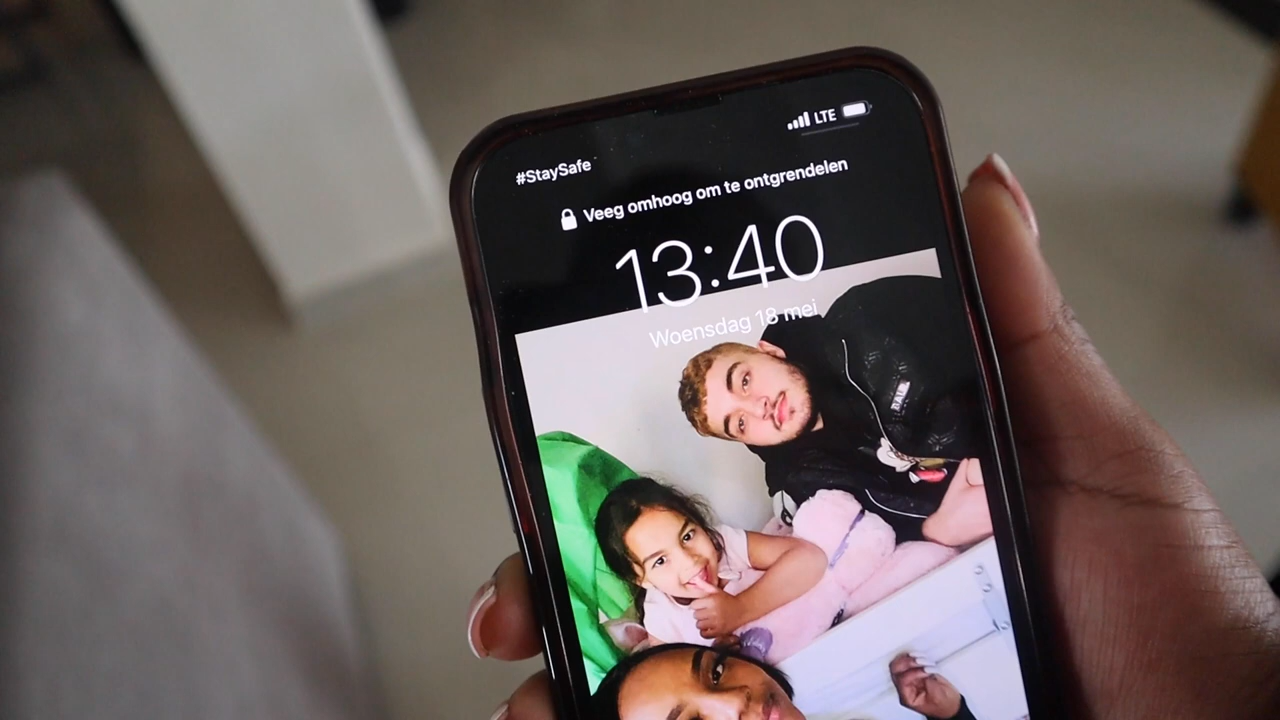 LTE
#StaySafe
Veeg omhoog om te ontgrendelen
13:40
Woensdag 18 mei